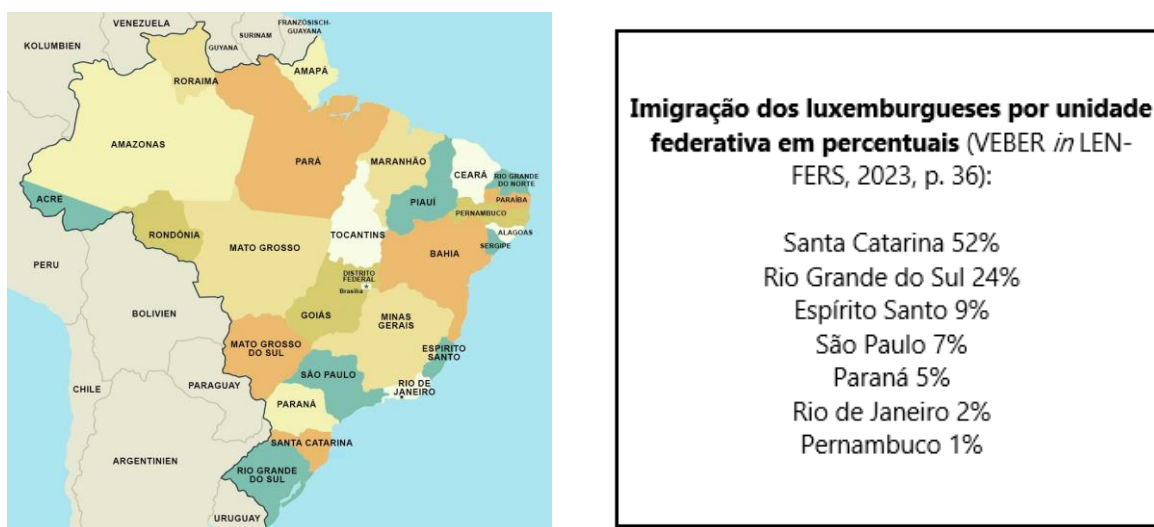 VENEZUELA
FRANZÖSISCH-
GUAYANA
SURINAM
GUYANA
KOLUMBIEN
RORAIMA
AMAPÁ
AMAZONAS
PARÁ
MARANHÃO
CEARÁ
RIO GRANDE
DO NORTE
PARAÍBA
PIAUÍ
PERNAMBUCO
ACRE
ALAGOAS
SERGIPE
RONDÔNIA
TOCANTINS
MATO GROSSO
BAHIA
PERU
DISTRITO
FEDERAL
Brasília
BOLIVIEN
GOIÁS
MINAS
GERAIS
MATO GROSSO
DO SUL
ESPIRITO
SANTO
SÃO PAULO
CHILE
PARAGUAY
RIO DE
JANEIRO
PARANÁ
SANTA CATARINA
ARGENTINIEN
RIO GRANDE
DO SUL
URUGUAY
Imigração dos luxemburgueses por unidade
federativa em percentuais (VEBER in LEN-
FERS, 2023, p. 36):
Santa Catarina 52%
Rio Grande do Sul 24%
Espírito Santo 9%
São Paulo 7%
Paraná 5%
Rio de Janeiro 2%
Pernambuco 1%